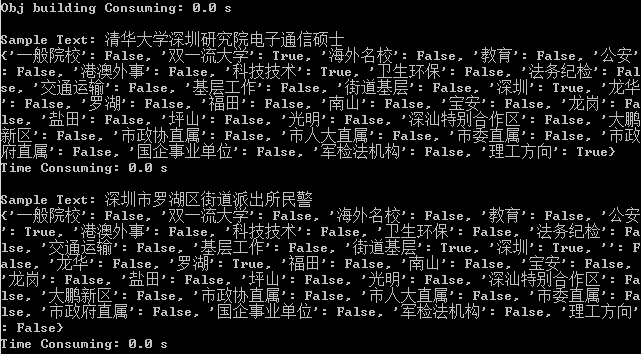 Obj building Consuming: 0.0 s
Sample Text: 清华大学深圳研究院电子通信硕士
{'一般院校': False, '双一流大学': True, '海外名校': False, '教育': False, '公安'
: False, '港澳外事': False, '科技技术': True, '卫生环保': False, '法务纪检': Fal
se, '交通运输': False, '基层工作': False, '街道基层': False, '深圳': True, '龙华
': False, '罗湖': False, '福田': False, '南山': False, '宝安': False, '龙岗': Fa
lse, '盐田': False, '坪山': False, '光明': False, '深汕特别合作区': False, '大鹏
新区': False, '市政协直属': False, '市人大直属': False, '市委直属': False, '市政
府直属': False, '国企事业单位': False, '军检法机构': False, '理工方向': True}
Time Consuming: 0.0 s
Sample Text: 深圳市罗湖区街道派出所民警
{'一般院校': False, '双一流大学': False, '海外名校': False, '教育': False, '公安'
: True, '港澳外事': False, '科技技术': False, '卫生环保': False, '法务纪检': Fa
lse, '交通运输': False, '基层工作': False, '街道基层': True, '深圳': True, '': F
alse, '龙华': False, '罗湖': True, '福田': False, '南山': False, '宝安': False,
'龙岗': False, '盐田': False, '坪山': False, '光明': False, '深汕特别合作区': Fal
se, '大鹏新区': False, '市政协直属': False, '市人大直属': False, '市委直属': False
, '市政府直属': False, '国企事业单位': False, '军检法机构': False, '理工方向'
: False}
Time Consuming: 0.0 s